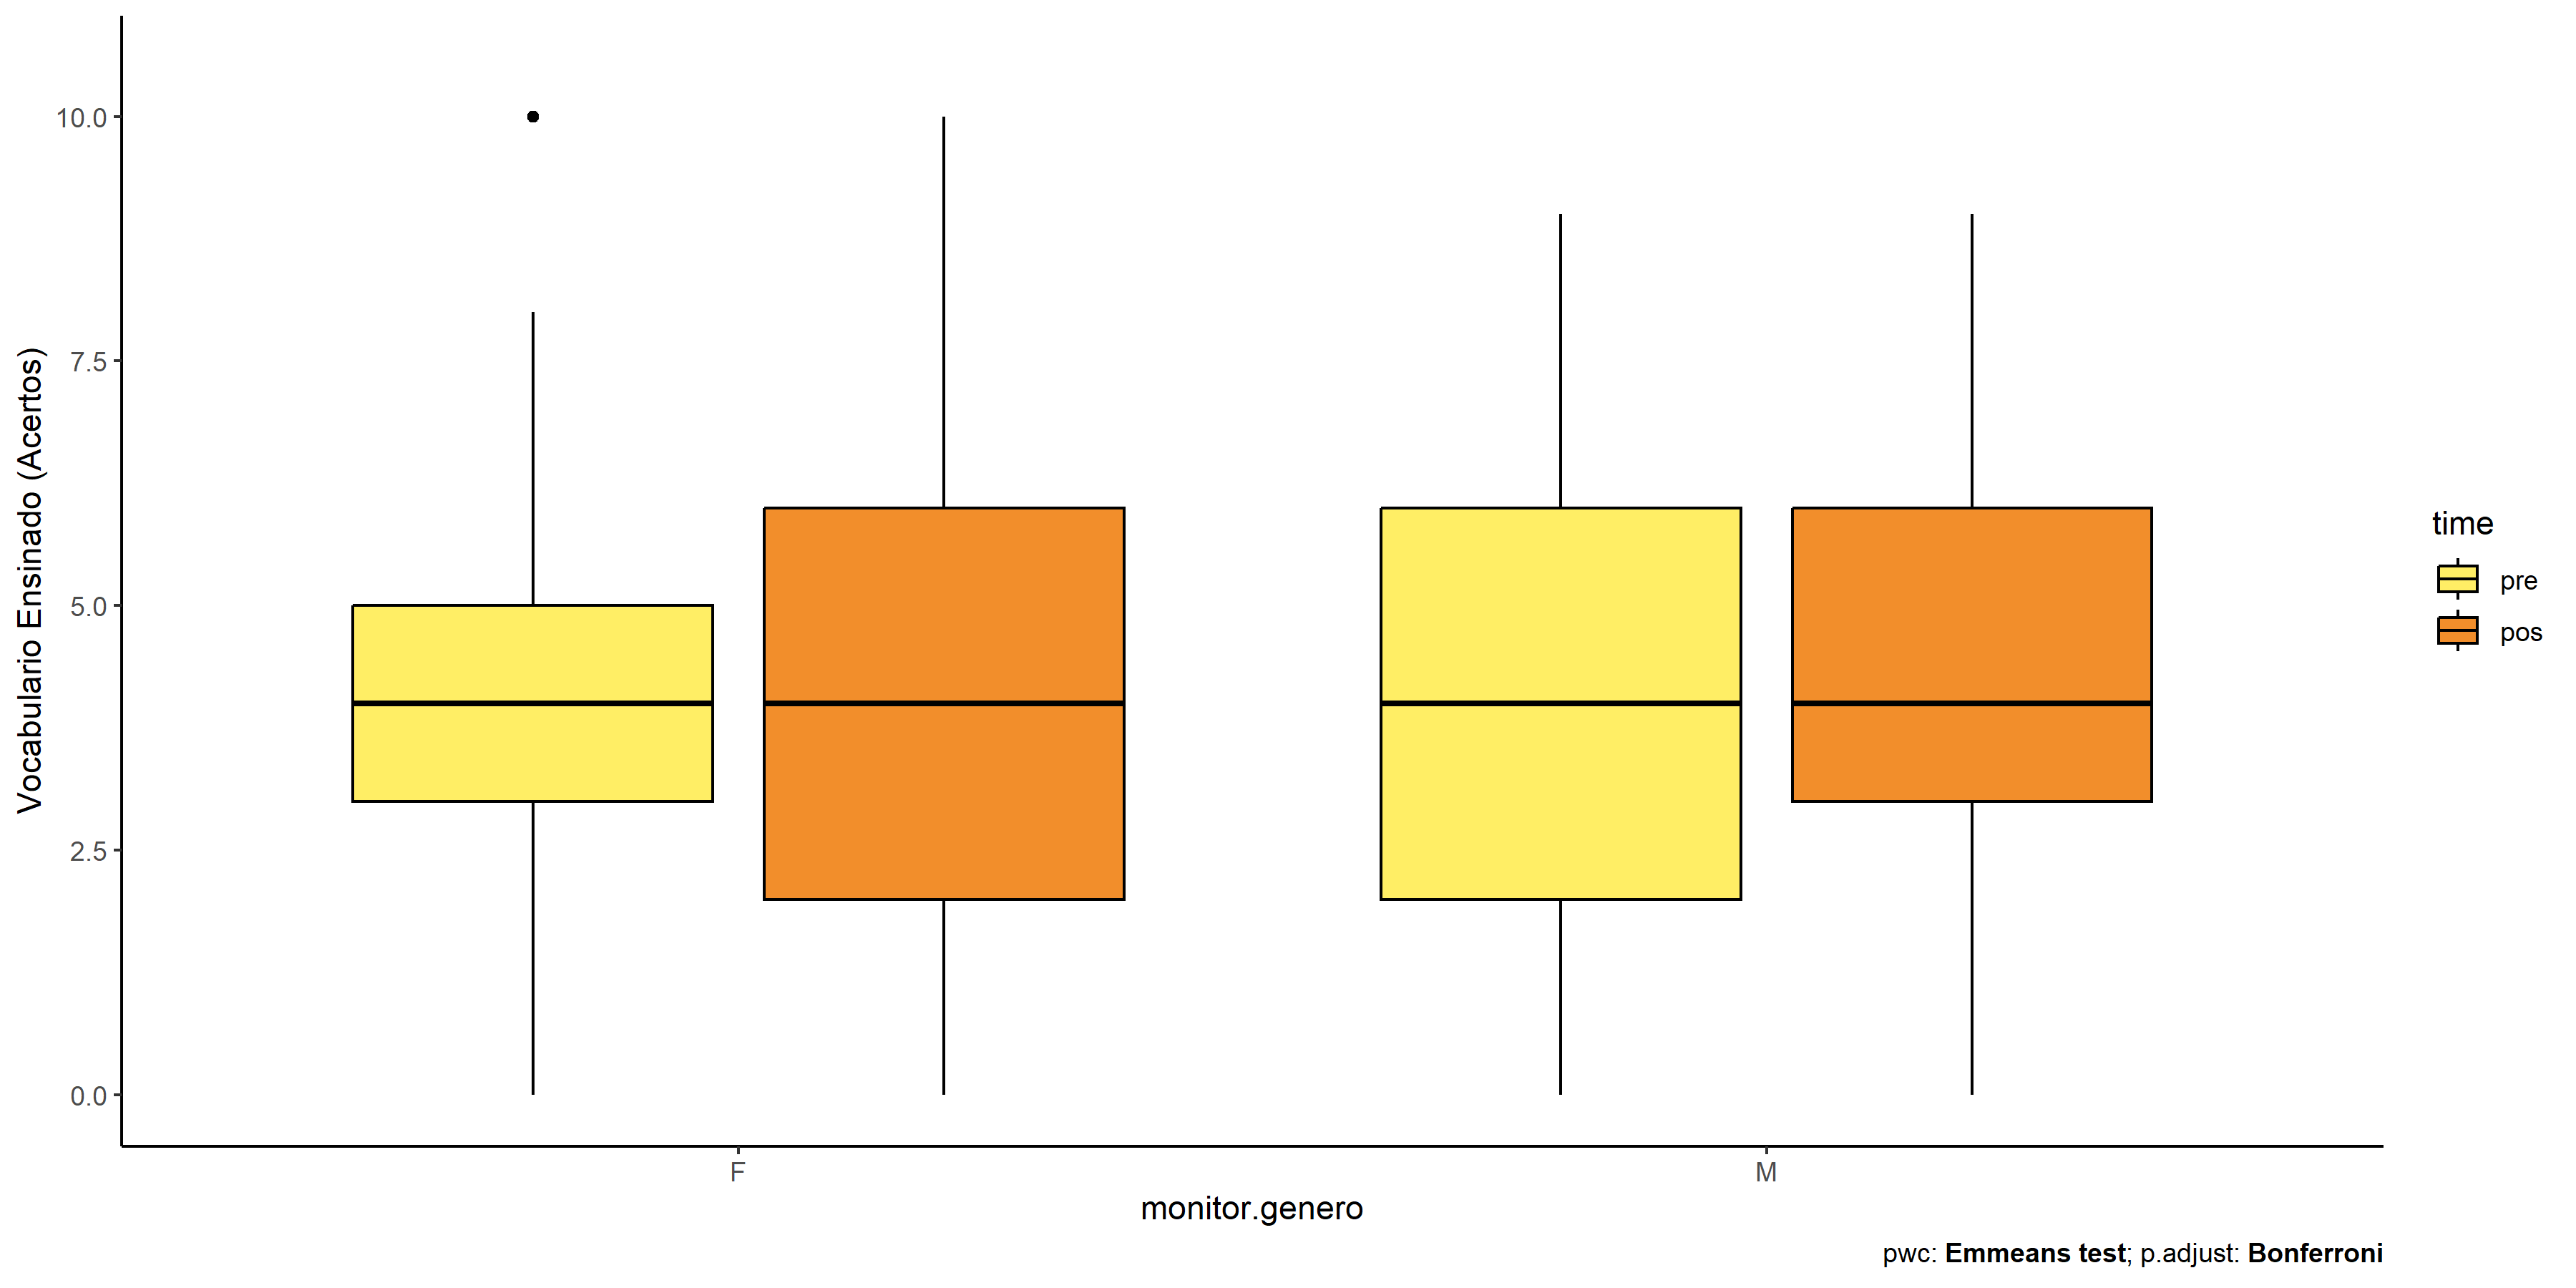 Vocabulario Ensinado (Acertos)
10.0
7.5
5.0
2.5
0.0
F
M
monitor.genero
time
pre
pos
pwc: Emmeans test; p.adjust: Bonferroni